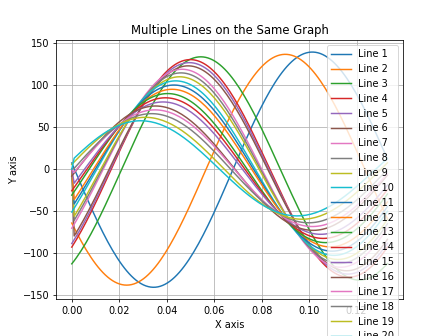 Multiple Lines on the Same Graph
150
100
50
0
−50
−100
−150
Y axis
0.00
0.02
0.04
0.06
0.08
0.10
X axis
Line 1
Line 2
Line 3
Line 4
Line 5
Line 6
Line 7
Line 8
Line 9
Line 10
Line 11
Line 12
Line 13
Line 14
Line 15
Line 16
Line 17
Line 18
Line 19
Line 20